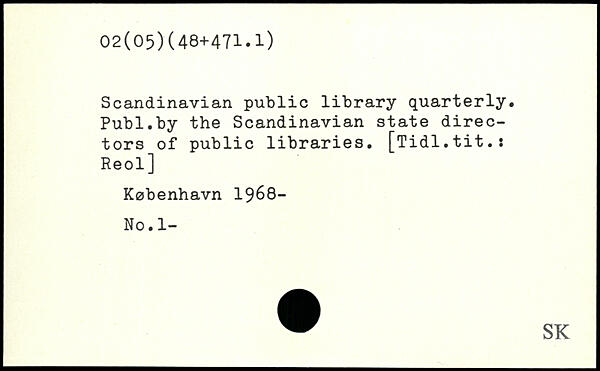 02(05)(48+471.1)
Scandinavian public library quarterly.
Publ.by the Scandinavian state direc-
tors of public libraries. [Tidl.tit.:
Reol]
København 1968-
No.1-
SK